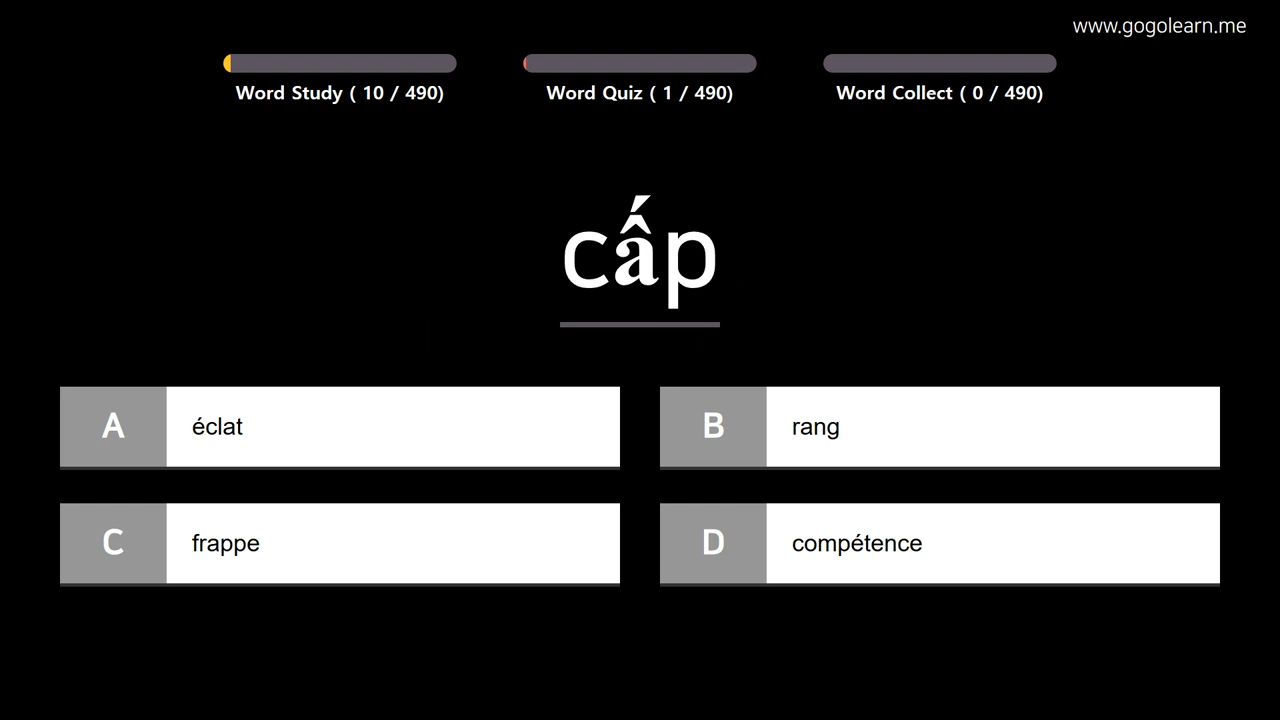 www.gogolearn.me
Word Study ( 10 / 490)
Word Quiz ( 1 / 490)
Word Collect ( 0 / 490)
cấp
A éclat
B rang
C frappe
D compétence